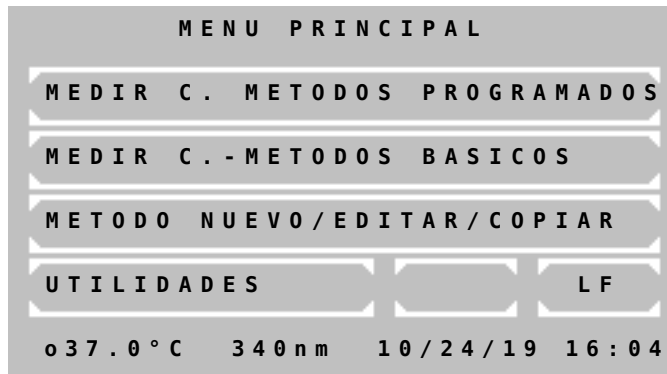 MENU PRINCIPAL
MEDIR C. METODOS PROGRAMADOS
MEDIR C.-METODOS BASICOS
METODO NUEVO/EDITAR/COPIAR
UTILIDADES LF
o37.0°C 340nm 10/24/19 16:04